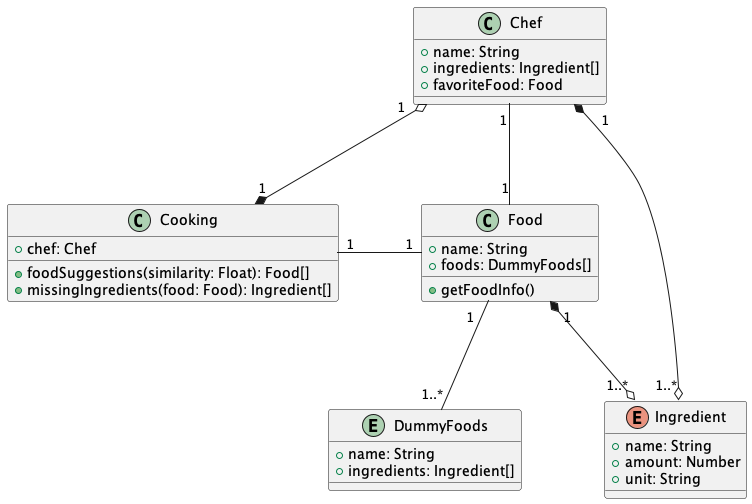 C Chef
name: String
ingredients: Ingredient[]
favoriteFood: Food
1
1
1
1
1
C Cooking
chef: Chef
foodSuggestions(similarity: Float): Food[]
missingIngredients(food: Food): Ingredient[]
1
1
C Food
name: String
foods: DummyFoods[]
getFoodInfo()
1
1
1..*
1..*
1..*
E DummyFoods
name: String
ingredients: Ingredient[]
E Ingredient
name: String
amount: Number
unit: String